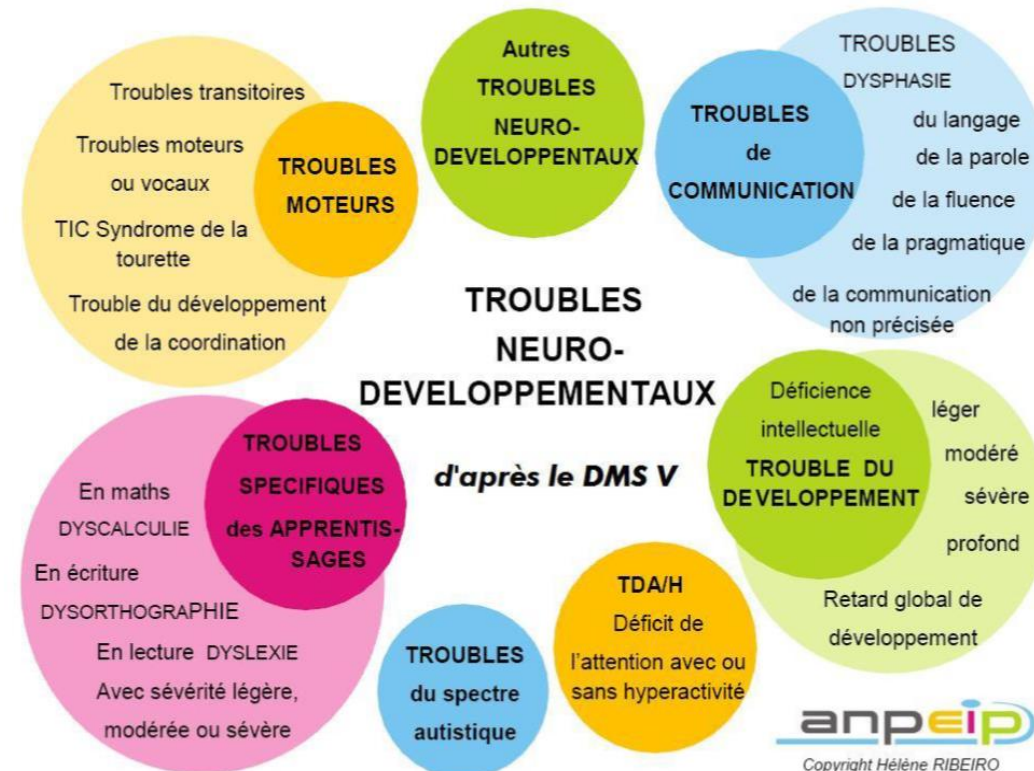 Troubles transitoires
Troubles moteurs
ou vocaux
TIC Syndrome de la
tourette
Trouble du développement
de la coordination
TROUBLES
MOTEURS
Autres
TROUBLES
NEURO-
DEVELOPPENTAUX
TROUBLES
de
COMMUNICATION
TROUBLES
DYSPHASIE
du langage
de la parole
de la fluence
de la pragmatique
de la communication
non précisée
TROUBLES
NEURO-
DEVELOPPEMENTAUX
d'après le DMS V
TROUBLES
SPECIFIQUES
des APPRENTIS-
SAGES
En maths
DYSCALCULIE
En écriture
DYSORTHOGRAPHIE
En lecture DYSLEXIE
Avec sévérité légère,
modérée ou sévère
TROUBLES
du spectre
autistique
TDA/H
Déficit de
l'attention avec ou
sans hyperactivité
Déficience
intellectuelle
TROUBLE DU
DEVELOPPEMENT
léger
modéré
sévère
profond
Retard global de
développement
anpeip
Copyright Hélène RIBEIRO